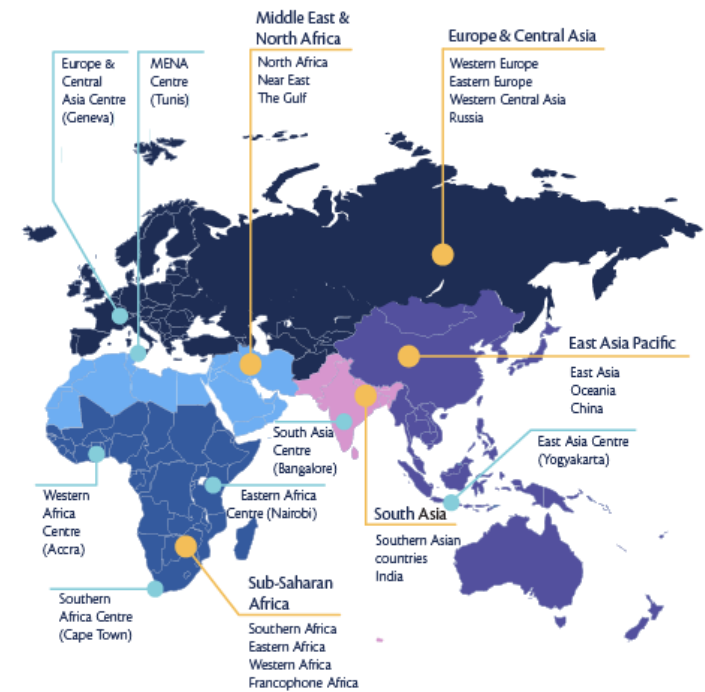 Middle East &
North Africa
North Africa
Near East
The Gulf
Europe & Central Asia
Western Europe
Eastern Europe
Western Central Asia
Russia
Europe &
Central
Asia Centre
(Geneva)
MENA
Centre
(Tunis)
East Asia Pacific
East Asia
Oceania
China
East Asia Centre
(Yogyakarta)
South Asia
Centre
(Bangalore)
Western
Africa
Centre
(Accra)
Eastern Africa
Centre (Nairobi)
South Asia
Southern Asian
countries
India
Southern
Africa Centre
(Cape Town)
Sub-Saharan
Africa
Southern Africa
Eastern Africa
Western Africa
Francophone Africa